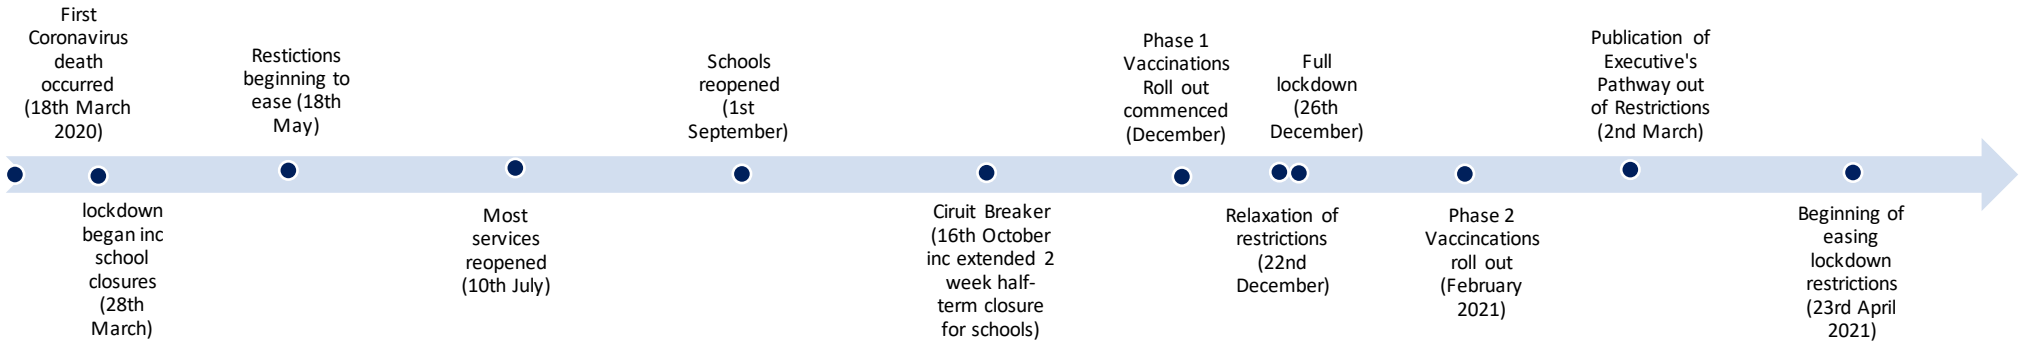 First
Coronavirus
death
occurred
(18th March
2020)
lockdown
began inc
school
closures
(28th
March)
Restictions
beginning to
ease (18th
May)
Most
services
reopened
(10th July)
Schools
reopened
(1st
September)
Ciruit Breaker
(16th October
inc extended 2
week half-
term closure
for schools)
Phase 1
Vaccinations
Roll out
commenced
(December)
Relaxation of
restrictions
(22nd
December)
Full
lockdown
(26th
December)
Phase 2
Vaccincations
roll out
(February
2021)
Publication of
Executive's
Pathway out
of Restrictions
(2nd March)
Beginning of
easing
lockdown
restrictions
(23rd April
2021)